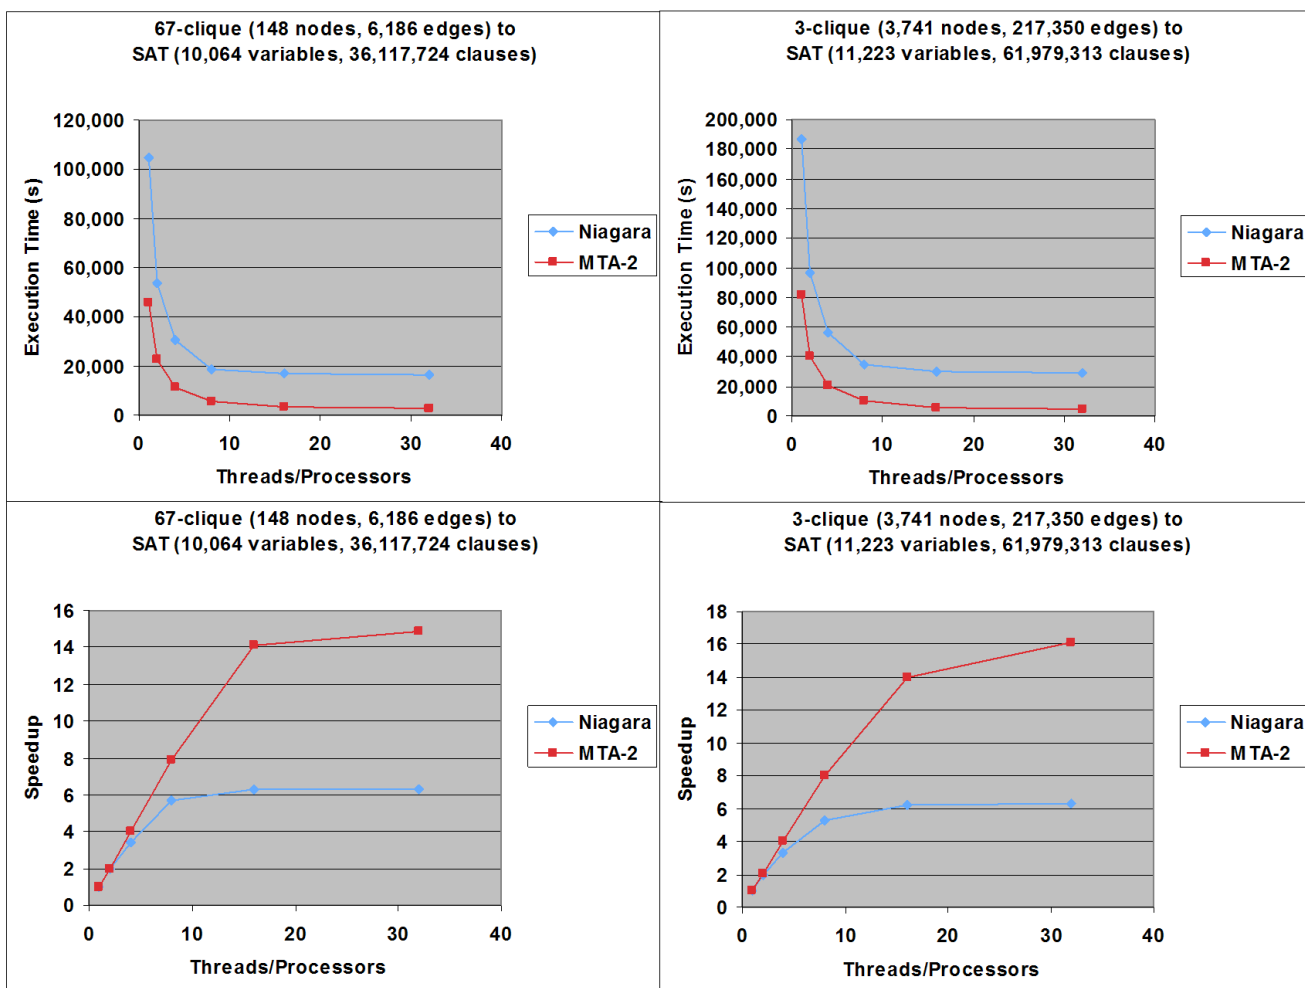 67-clique (148 nodes, 6,186 edges) to
SAT (10,064 variables, 36,117,724 clauses)
120,000
100,000
80,000
60,000
40,000
20,000
0
Execution Time (s)
0 10 20 30 40
Threads/Processors
Niagara
MTA-2
3-clique (3,741 nodes, 217,350 edges) to
SAT (11,223 variables, 61,979,313 clauses)
200,000
180,000
160,000
140,000
120,000
100,000
80,000
60,000
40,000
20,000
0
Execution Time (s)
0 10 20 30 40
Threads/Processors
Niagara
MTA-2
67-clique (148 nodes, 6,186 edges) to
SAT (10,064 variables, 36,117,724 clauses)
16
14
12
10
8
6
4
2
0
Speedup
0 10 20 30 40
Threads/Processors
Niagara
MTA-2
3-clique (3,741 nodes, 217,350 edges) to
SAT (11,223 variables, 61,979,313 clauses)
18
16
14
12
10
8
6
4
2
0
Speedup
0 10 20 30 40
Threads/Processors
Niagara
MTA-2